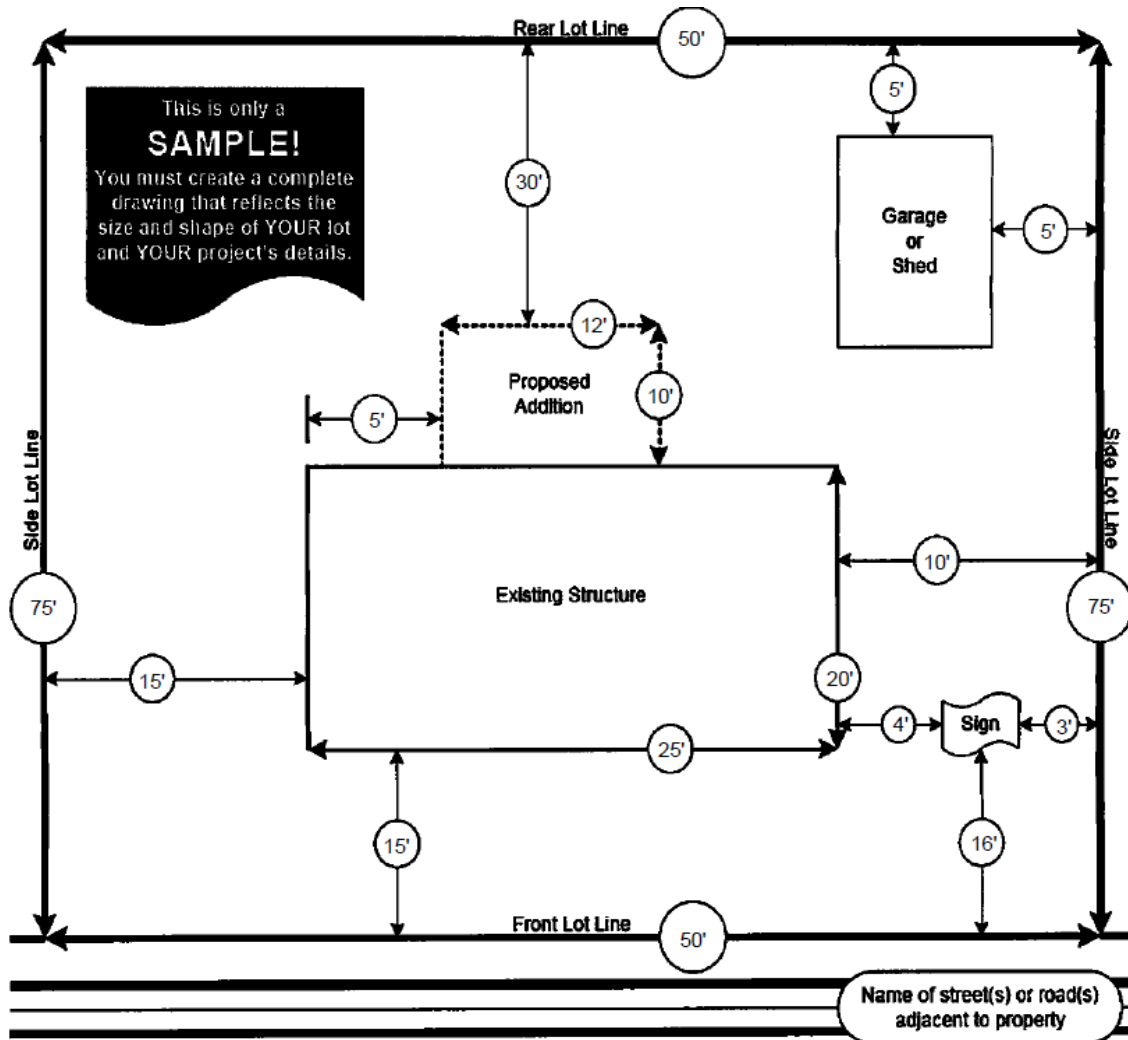 Rear Lot Line
50'
This is only a
SAMPLE!
You must create a complete
drawing that reflects the
size and shape of YOUR lot
and YOUR project's details.
5'
30'
Garage
or
Shed
5'
12'
Proposed
Addition
10'
5'
Side Lot Line
Side Lot Line
10'
Existing Structure
75'
75'
15'
20'
4'
Sign
3'
25'
15'
16'
Front Lot Line
50'
Name of street(s) or road(s)
adjacent to property